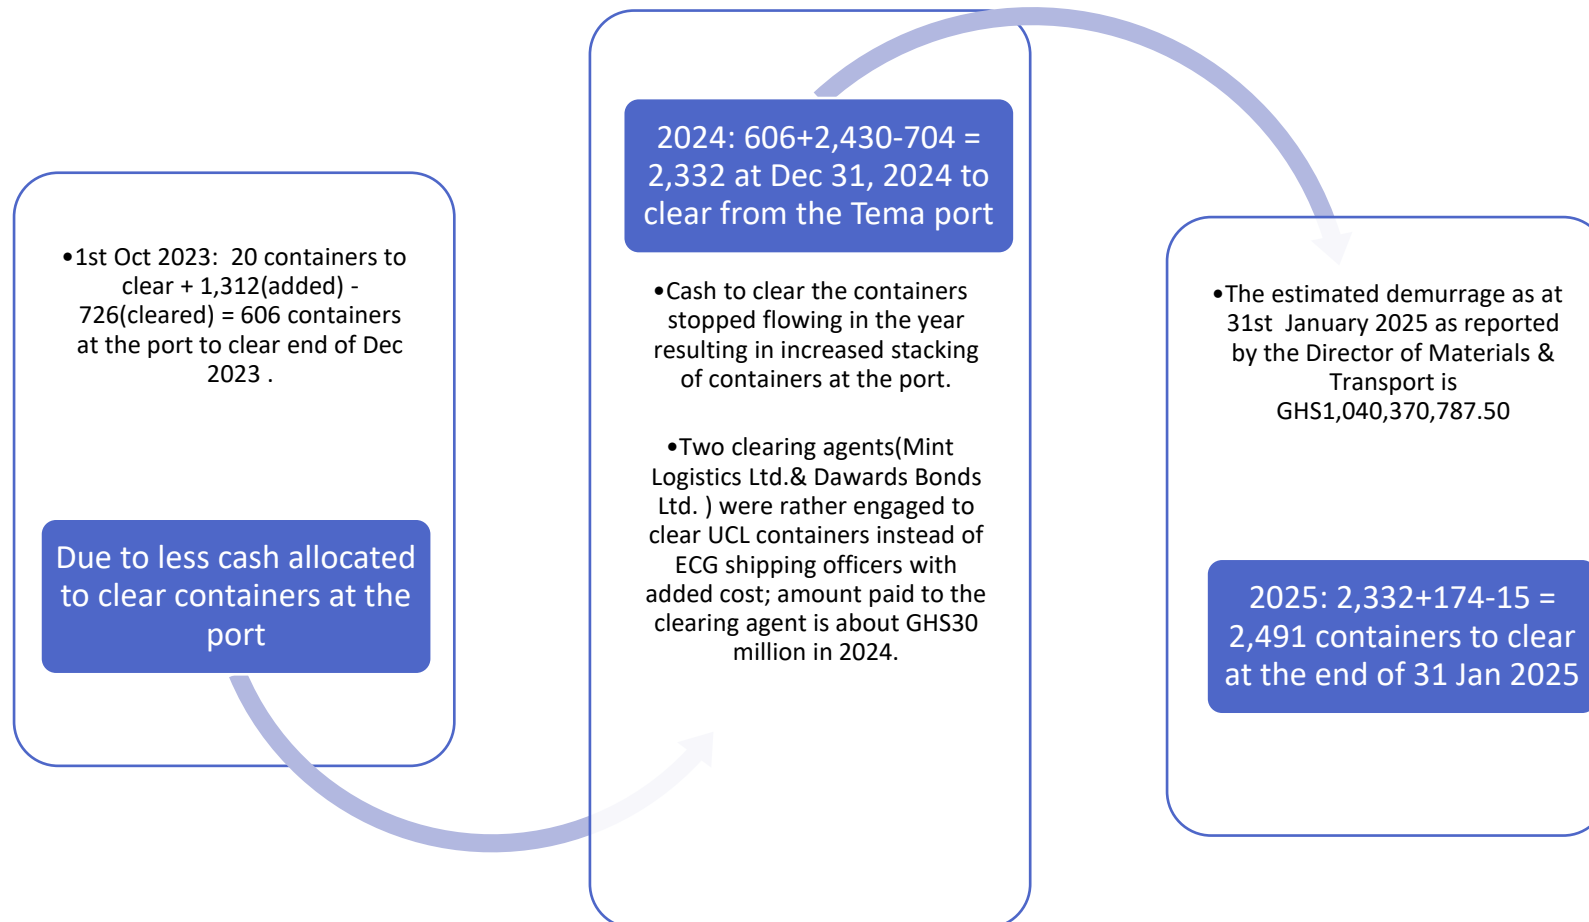 •1st Oct 2023:  20 containers to
clear + 1,312(added) -
726(cleared) = 606 containers
at the port to clear end of Dec
2023 .
Due to less cash allocated
to clear containers at the
port
2024: 606+2,430-704 =
2,332 at Dec 31, 2024 to
clear from the Tema port
•Cash to clear the containers
stopped flowing in the year
resulting in increased stacking
of containers at the port.
•Two clearing agents(Mint
Logistics Ltd.& Dawards Bonds
Ltd. ) were rather engaged to
clear UCL containers instead of
ECG shipping officers with
added cost; amount paid to the
clearing agent is about GHS30
million in 2024.
•The estimated demurrage as at
31st  January 2025 as reported
by the Director of Materials &
Transport is
GHS1,040,370,787.50
2025: 2,332+174-15 =
2,491 containers to clear
at the end of 31 Jan 2025